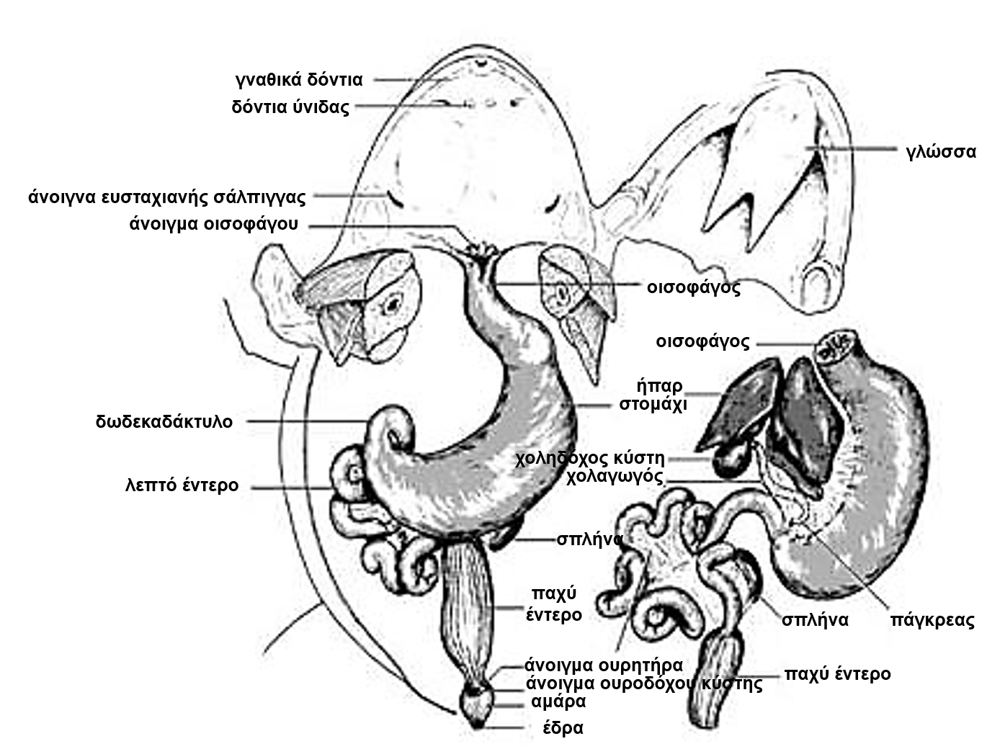 γναθικά δόντια
δόντια ύνιδας
γλώσσα
άνοιγνα ευσταχιανής σάλπιγγας
άνοιγμα οισοφάγου
οισοφάγος
οισοφάγος
ήπαρ
στομάχι
δωδεκαδάκτυλο
χοληδόχος κύστη
χολαγωγός
λεπτό έντερο
σπλήνα
παχύ
έντερο
σπλήνα
πάγκρεας
άνοιγμα ουρητήρα
άνοιγμα ουροδόχου κύστης
παχύ έντερο
αμάρα
έδρα